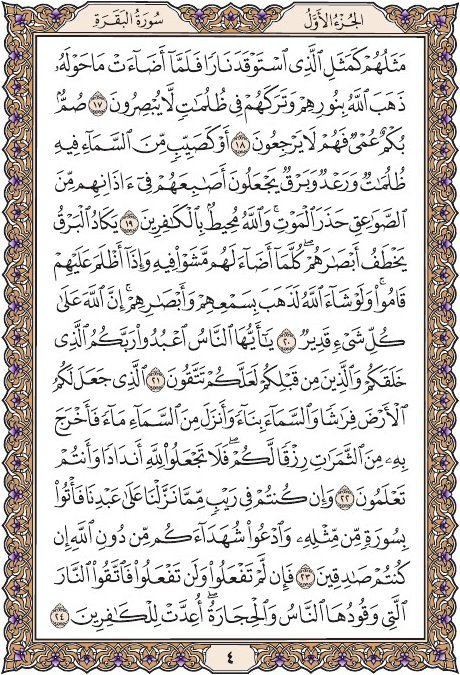 الجُزْءُ الأَوَّلُ
سُورَةُ البَقَرَةِ
مَثَلُهُمْ كَمَثَلِ ٱلَّذِى ٱسْتَوْقَدَ نَارًا فَلَمَّآ أَضَآءَتْ مَا حَوْلَهُۥ
ذَهَبَ ٱللَّهُ بِنُورِهِمْ وَتَرَكَهُمْ فِى ظُلُمَٰتٍ لَّا يُبْصِرُونَ ١٧ صُمٌّۢ
بُكْمٌ عُمْىٌ فَهُمْ لَا يَرْجِعُونَ ١٨ أَوْ كَصَيِّبٍ مِّنَ ٱلسَّمَآءِ فِيهِ
ظُلُمَٰتٌ وَرَعْدٌ وَبَرْقٌ يَجْعَلُونَ أَصَٰبِعَهُمْ فِىٓ ءَاذَانِهِم مِّنَ
ٱلصَّوَٰعِقِ حَذَرَ ٱلْمَوْتِۚ وَٱللَّهُ مُحِيطٌۢ بِٱلْكَٰفِرِينَ ١٩ يَكَادُ ٱلْبَرْقُ
يَخْطَفُ أَبْصَٰرَهُمْۖ كُلَّمَآ أَضَآءَ لَهُم مَّشَوْا۟ فِيهِ وَإِذَآ أَظْلَمَ عَلَيْهِمْ
قَامُوا۟ۚ وَلَوْ شَآءَ ٱللَّهُ لَذَهَبَ بِسَمْعِهِمْ وَأَبْصَٰرِهِمْۚ إِنَّ ٱللَّهَ عَلَىٰ
كُلِّ شَىْءٍ قَدِيرٌ ٢٠ يَٰٓأَيُّهَا ٱلنَّاسُ ٱعْبُدُوا۟ رَبَّكُمُ ٱلَّذِى
خَلَقَكُمْ وَٱلَّذِينَ مِن قَبْلِكُمْ لَعَلَّكُمْ تَتَّقُونَ ٢١ ٱلَّذِى جَعَلَ لَكُمُ
ٱلْأَرْضَ فِرَٰشًا وَٱلسَّمَآءَ بِنَآءً وَأَنزَلَ مِنَ ٱلسَّمَآءِ مَآءً فَأَخْرَجَ
بِهِۦ مِنَ ٱلثَّمَرَٰتِ رِزْقًا لَّكُمْۖ فَلَا تَجْعَلُوا۟ لِلَّهِ أَندَادًا وَأَنتُمْ
تَعْلَمُونَ ٢٢ وَإِن كُنتُمْ فِى رَيْبٍ مِّمَّا نَزَّلْنَا عَلَىٰ عَبْدِنَا فَأْتُوا۟
بِسُورَةٍ مِّن مِّثْلِهِۦ وَٱدْعُوا۟ شُهَدَآءَكُم مِّن دُونِ ٱللَّهِ إِن
كُنتُمْ صَٰدِقِينَ ٢٣ فَإِن لَّمْ تَفْعَلُوا۟ وَلَن تَفْعَلُوا۟ فَٱتَّقُوا۟ ٱلنَّارَ
ٱلَّتِى وَقُودُهَا ٱلنَّاسُ وَٱلْحِجَارَةُۖ أُعِدَّتْ لِلْكَٰفِرِينَ ٢٤
٤